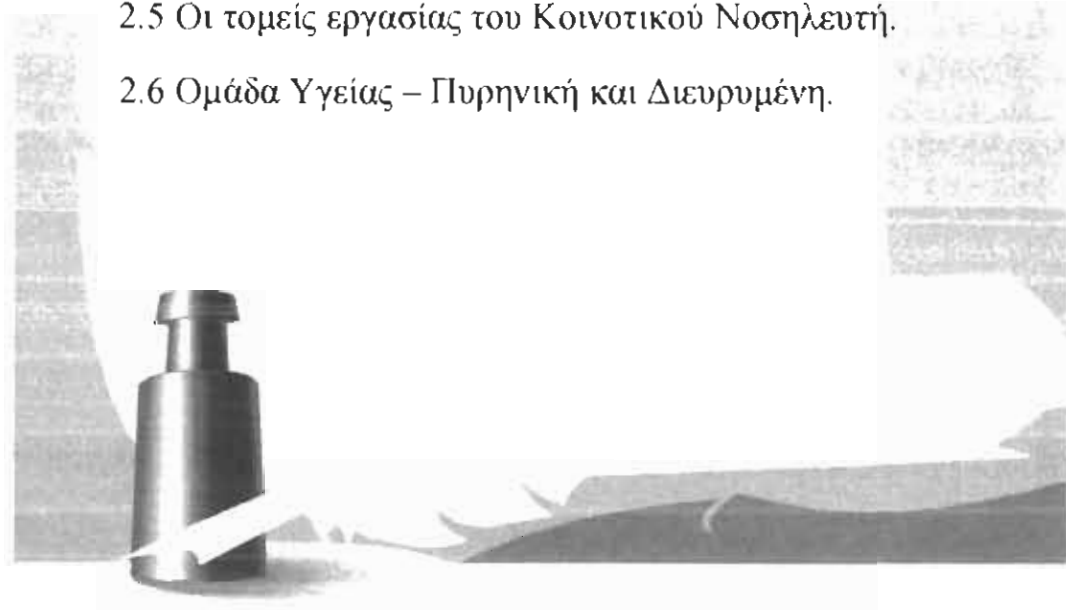 2.5 Οι τομείς εργασίας του Κοινοτικού Νοσηλευτή.
2.6 Ομάδα Υγείας – Πυρηνική και Διευρυμένη.